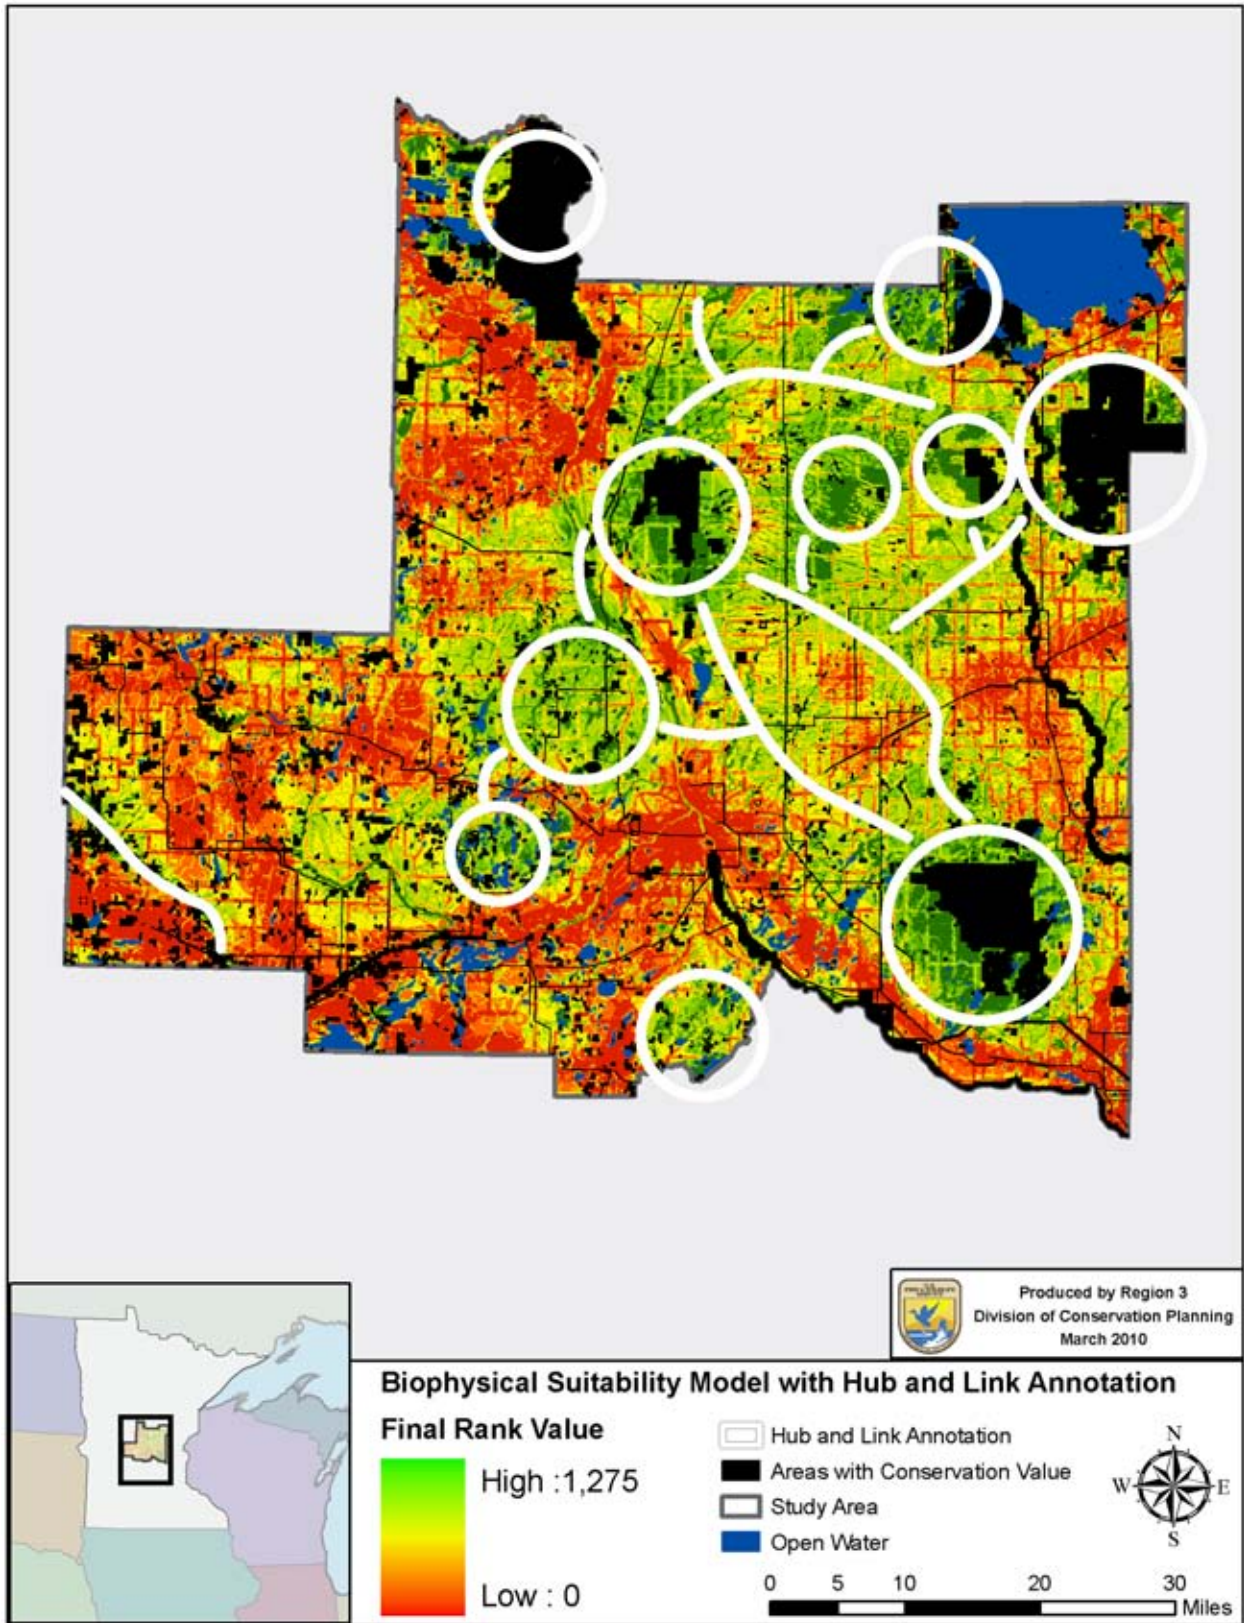 Produced by Region 3
Division of Conservation Planning
March 2010
Biophysical Suitability Model with Hub and Link Annotation
Final Rank Value
High :1,275
Low : 0
Hub and Link Annotation
Areas with Conservation Value
Study Area
Open Water
N
W E
S
0 5 10 20 30
Miles